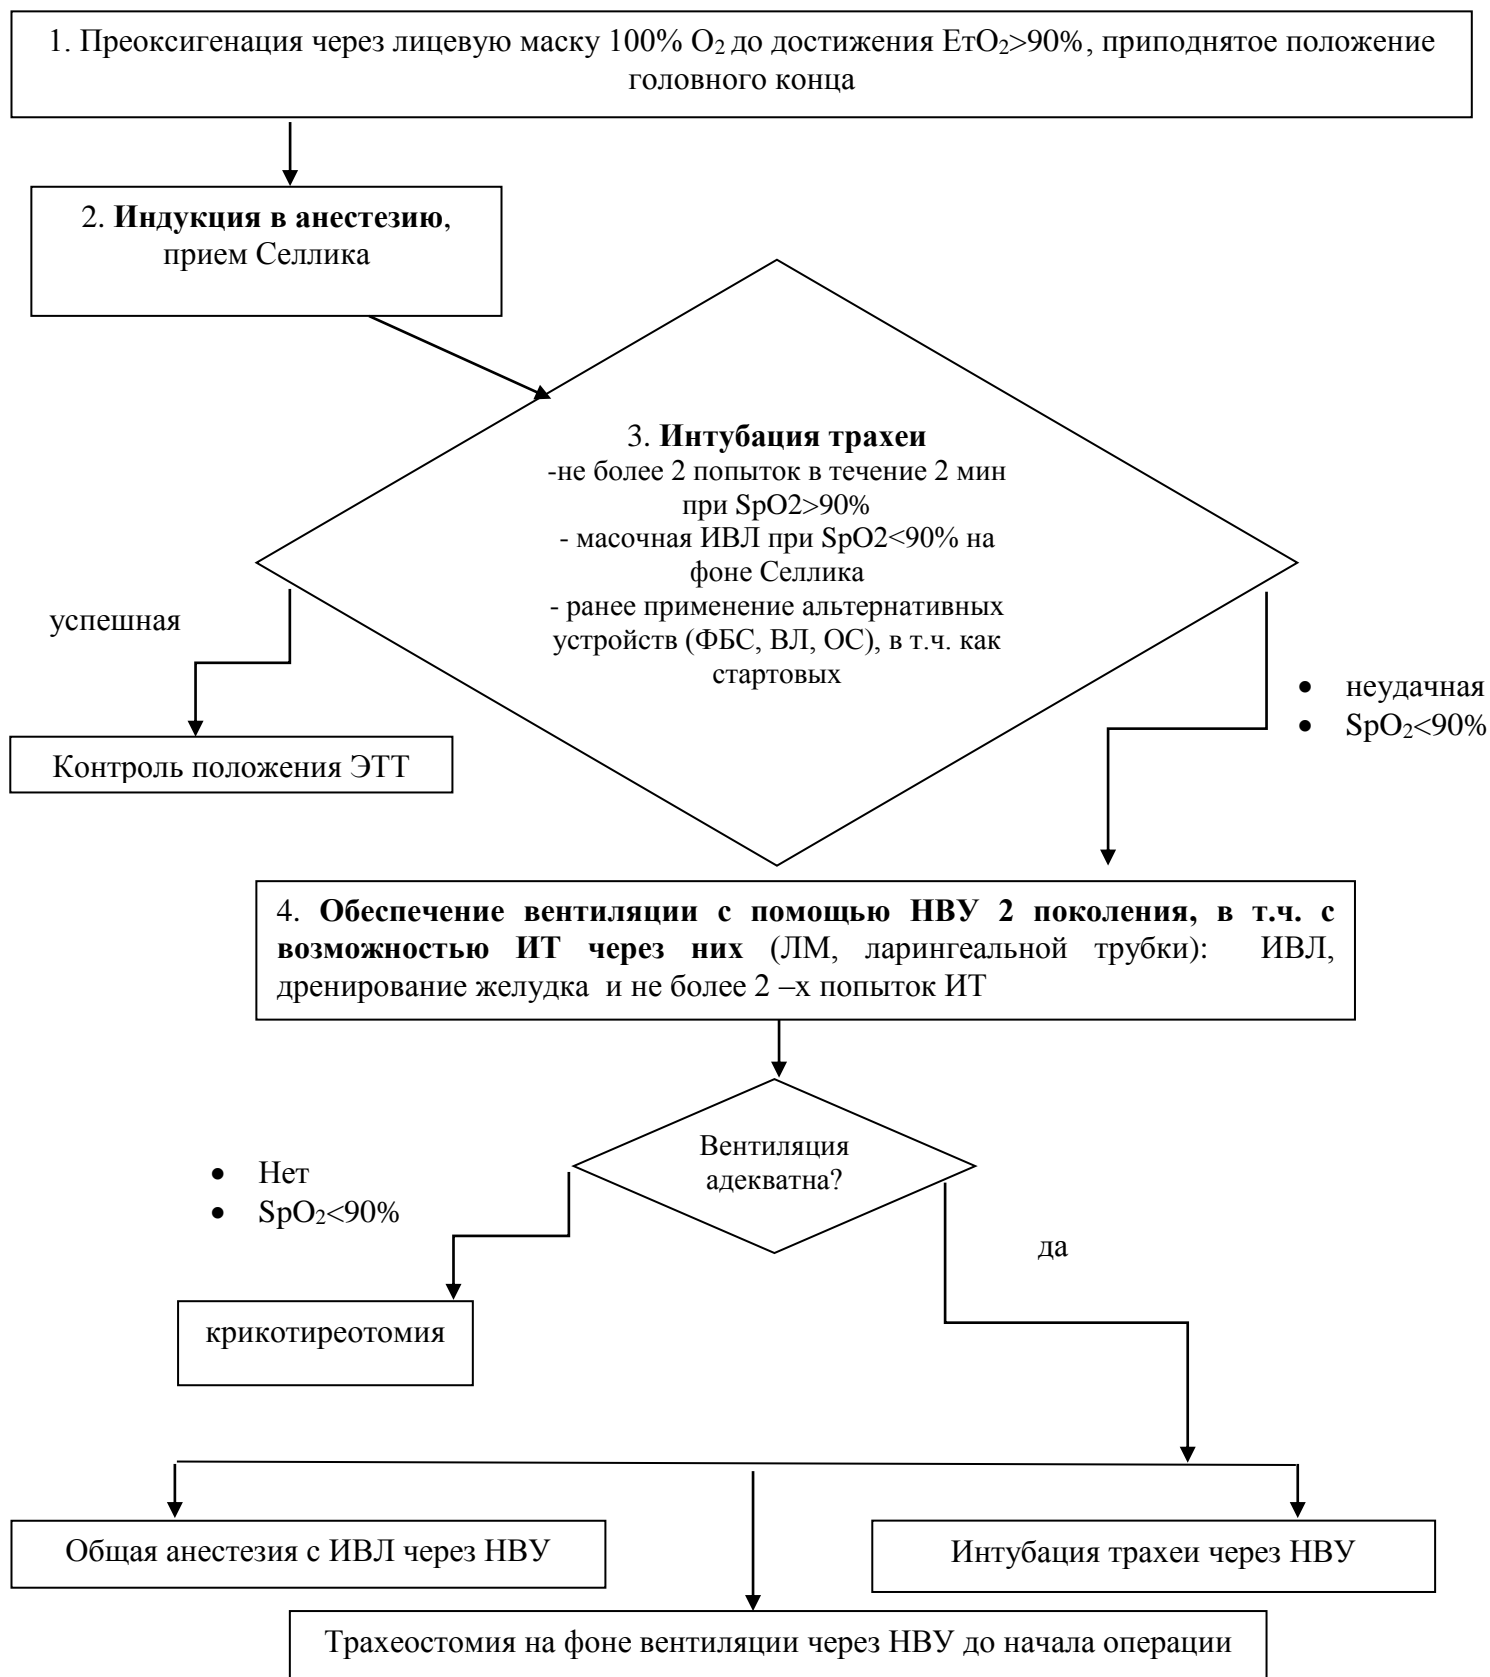 1. Преоксигенация через лицевую маску 100% O₂ до достижения ЕтO₂>90%, приподнятое положение
головного конца
2. Индукция в анестезию,
прием Селлика
3. Интубация трахеи
-не более 2 попыток в течение 2 мин
при SpO2>90%
- масочная ИВЛ при SpO2<90% на
фоне Селлика
- ранее применение альтернативных
устройств (ФБС, ВЛ, ОС), в т.ч. как
стартовых
успешная
• неудачная
• SpO₂<90%
Контроль положения ЭТТ
4. Обеспечение вентиляции с помощью НВУ 2 поколения, в т.ч. с
возможностью ИТ через них (ЛМ, ларингеальной трубки): ИВЛ,
дренирование желудка и не более 2 –х попыток ИТ
Вентиляция
адекватна?
• Нет
• SpO₂<90%
да
крикотиреотомия
Общая анестезия с ИВЛ через НВУ
Интубация трахеи через НВУ
Трахеостомия на фоне вентиляции через НВУ до начала операции